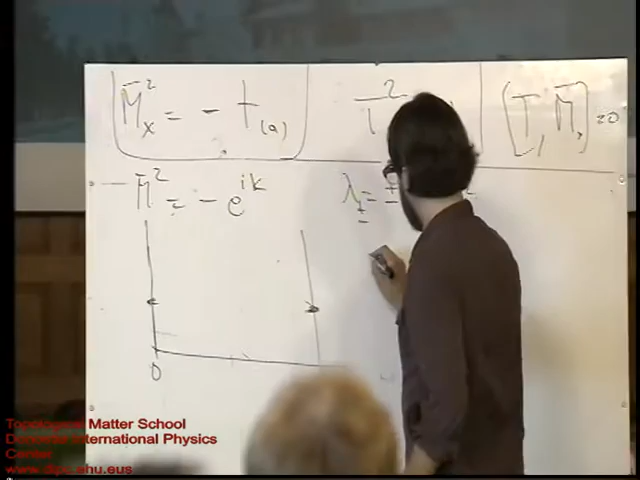 M̄ₓ² = - t₍ₐ₎
T²
[T, M̄ₓ] = 0
M̄² = - e^{ik}
λ± = ±
0
Topological Matter School
Donostia International Physics
Center
www.dipc.ehu.eus